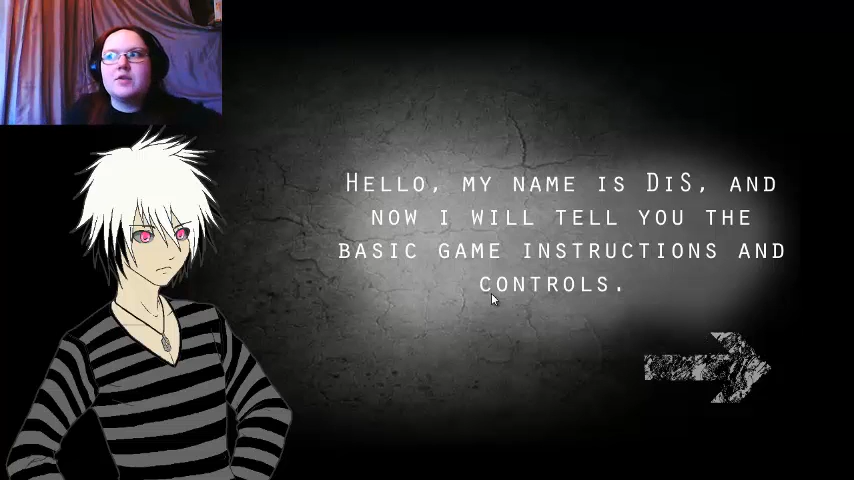 Hello, my name is DiS, and
now I will tell you the
basic game instructions and
controls.